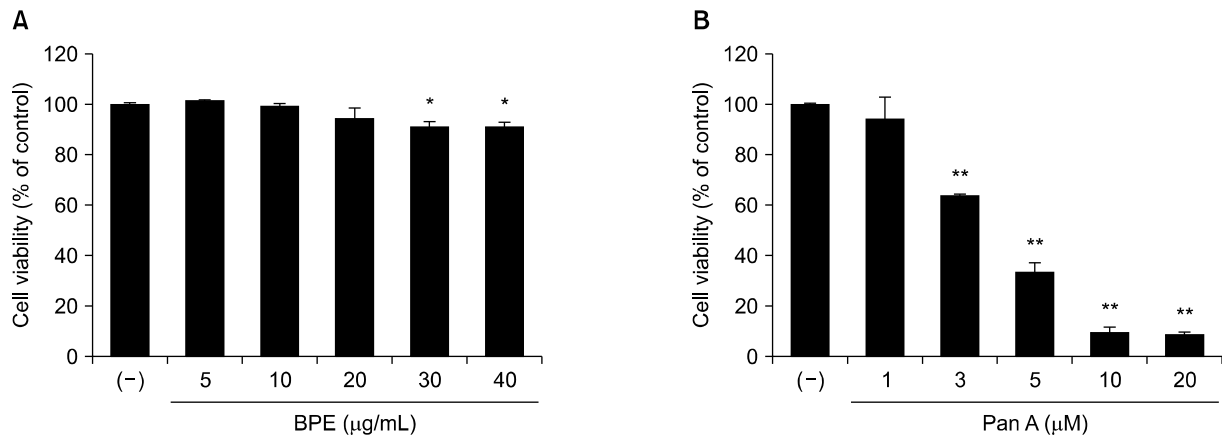 A
Cell viability (% of control)
120
100
80
60
40
20
0
* *
(−) 5 10 20 30 40
BPE (μg/mL)
B
Cell viability (% of control)
120
100
80
60
40
20
0
**
**
** **
(−) 1 3 5 10 20
Pan A (μM)